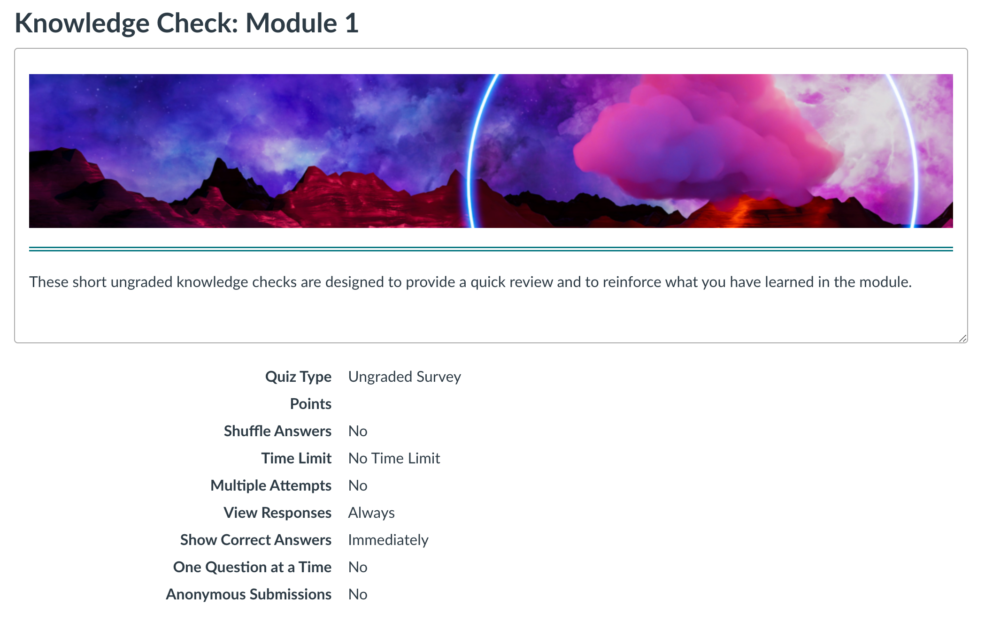 Knowledge Check: Module 1
These short ungraded knowledge checks are designed to provide a quick review and to reinforce what you have learned in the module.
Quiz Type Ungraded Survey
Points
Shuffle Answers No
Time Limit No Time Limit
Multiple Attempts No
View Responses Always
Show Correct Answers Immediately
One Question at a Time No
Anonymous Submissions No